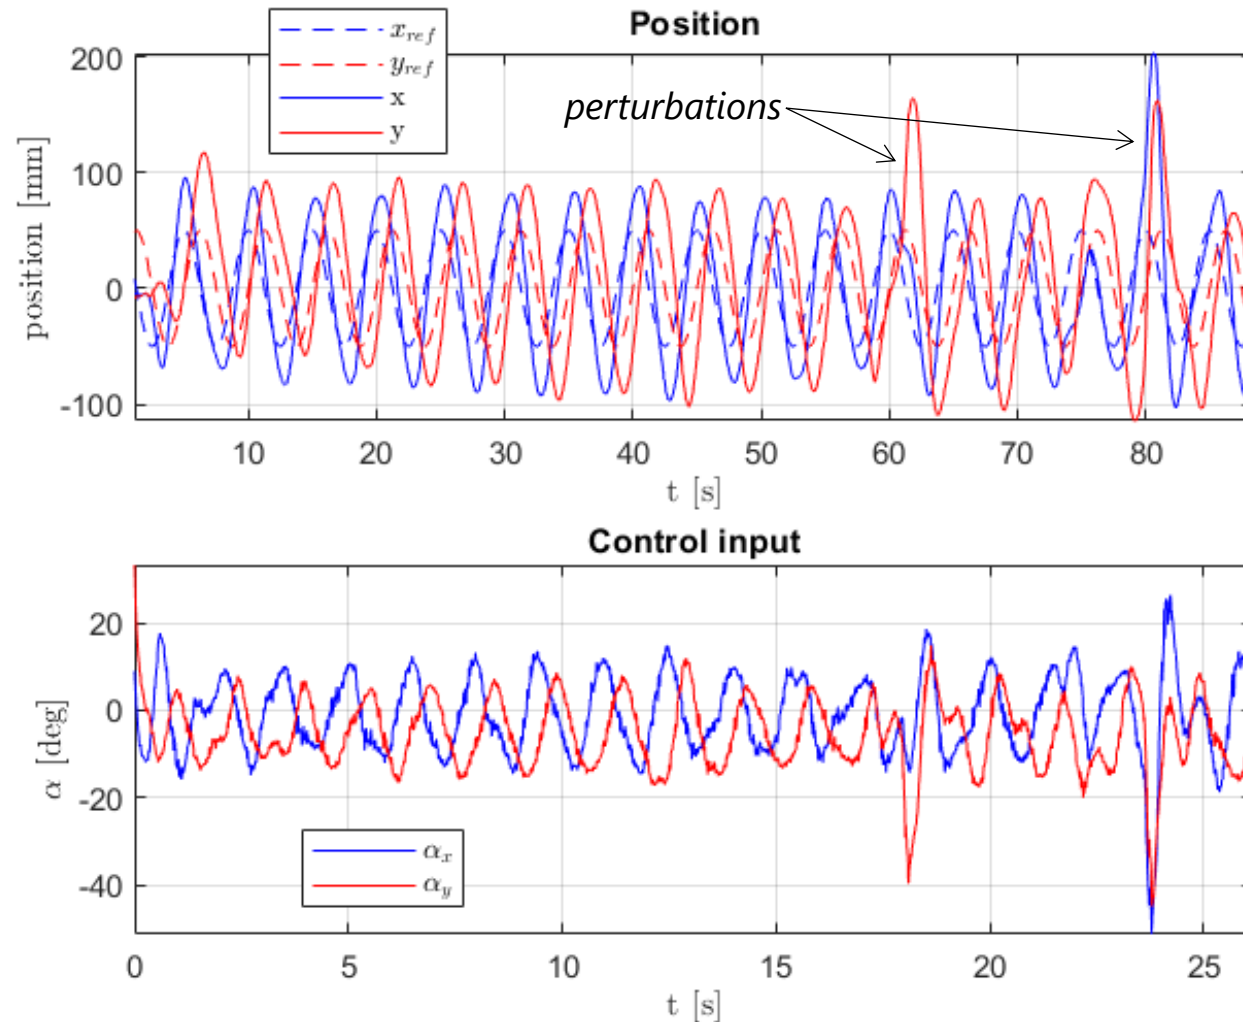 Position
x_ref
y_ref
x
y
perturbations
position [mm]
200
100
0
-100
10 20 30 40 50 60 70 80
t [s]
Control input
α [deg]
20
0
-20
-40
α_x
α_y
0 5 10 15 20 25
t [s]